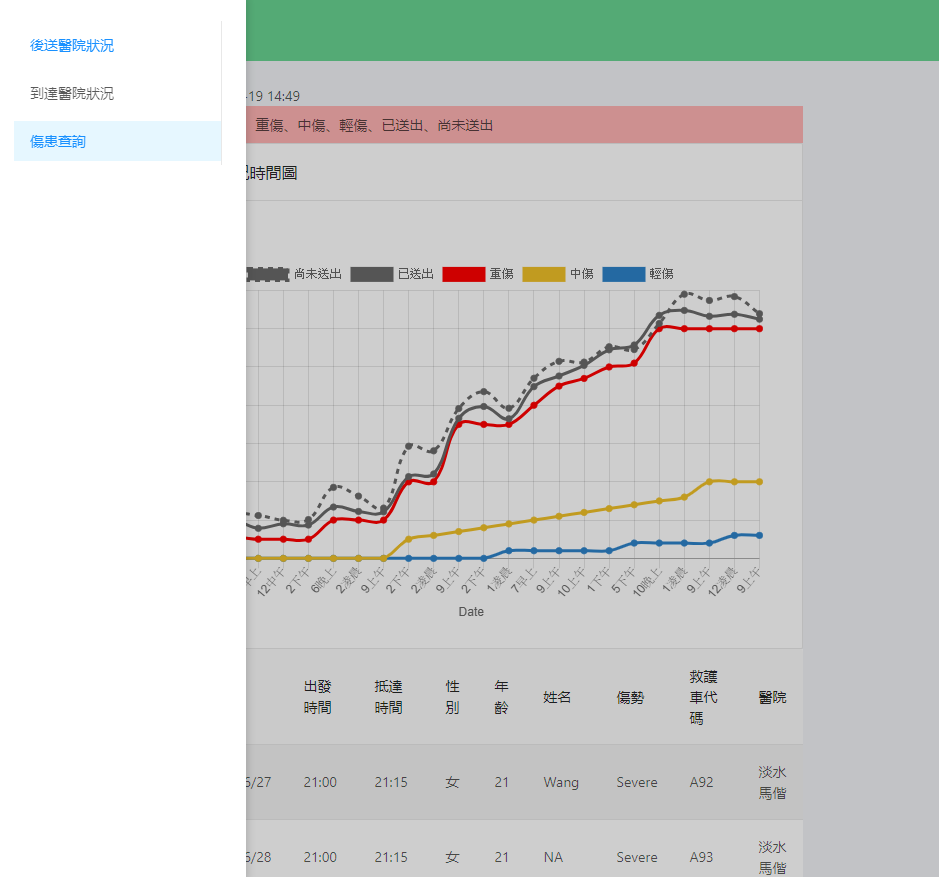 後送醫院狀況
到達醫院狀況
傷患查詢
-19 14:49
重傷、中傷、輕傷、已送出、尚未送出
時間圖
尚未送出 已送出 重傷 中傷 輕傷
早上 12中午 2下午 6晚上 2凌晨 9上午 2下午 2凌晨 9上午 2下午 1凌晨 7早上 9上午 10上午 1下午 5下午 10晚上 1凌晨 9上午 12凌晨 9上午
Date
出發時間 抵達時間 性別 年齡 姓名 傷勢 救護車代碼 醫院
6/27 21:00 21:15 女 21 Wang Severe A92 淡水馬偕
6/28 21:00 21:15 女 21 NA Severe A93 淡水馬偕